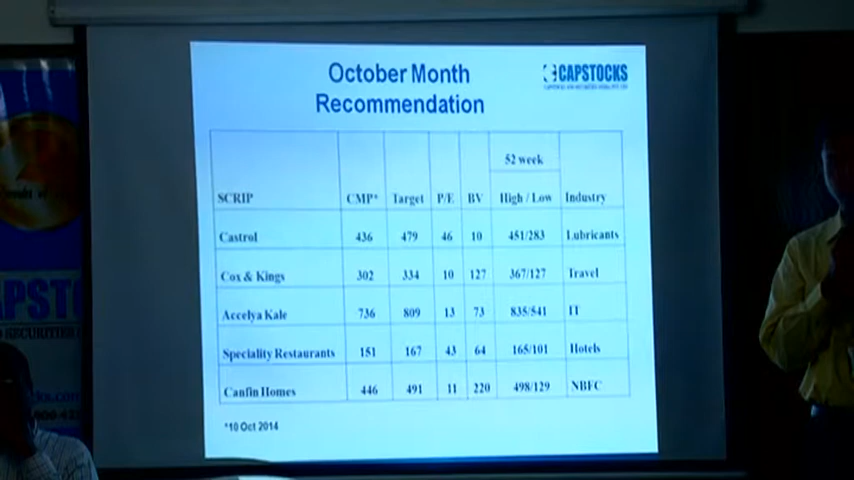 October Month
Recommendation
CAPSTOCKS
52 week
SCRIP CMP* Target P/E BV High / Low Industry
Castrol 436 479 46 10 451/283 Lubricants
Cox & Kings 302 334 10 127 367/127 Travel
Accelya Kale 736 809 13 73 835/541 IT
Speciality Restaurants 151 167 43 64 165/101 Hotels
Canfin Homes 446 491 11 220 498/129 NBFC
*10 Oct 2014